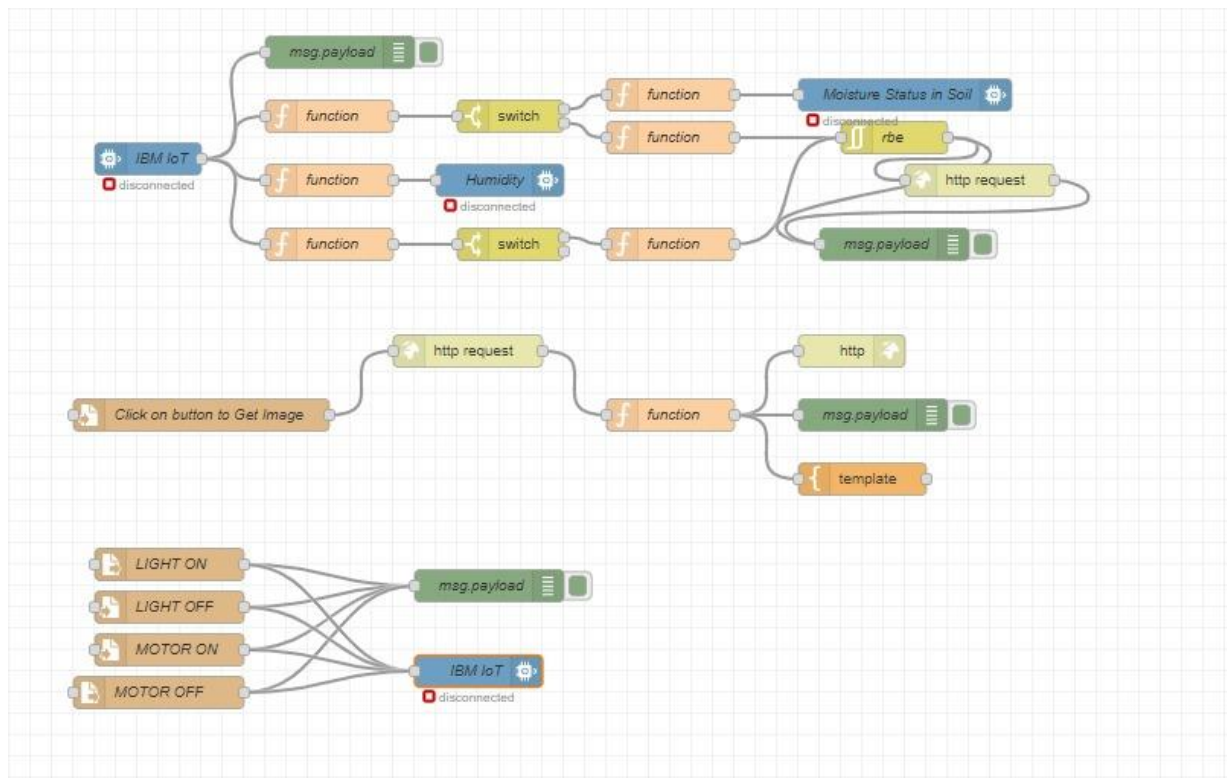 msg.payload
function
Moisture Status in Soil
disconnected
function
switch
function
rbe
IBM IoT
disconnected
function
Humidity
disconnected
http request
function
switch
function
msg.payload
http request
http
Click on button to Get Image
function
msg.payload
template
LIGHT ON
msg.payload
LIGHT OFF
MOTOR ON
IBM IoT
disconnected
MOTOR OFF